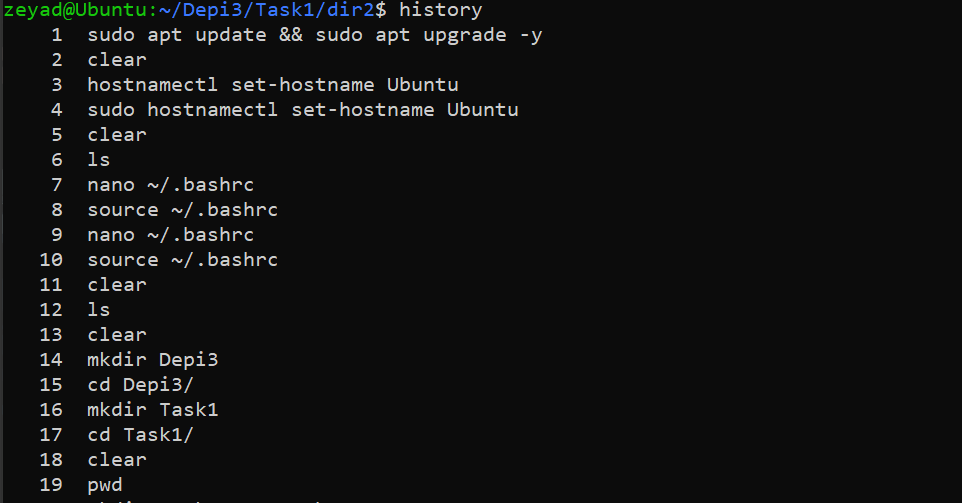 zeyad@Ubuntu:~/Depi3/Task1/dir2$ history
1 sudo apt update && sudo apt upgrade -y
2 clear
3 hostnamectl set-hostname Ubuntu
4 sudo hostnamectl set-hostname Ubuntu
5 clear
6 ls
7 nano ~/.bashrc
8 source ~/.bashrc
9 nano ~/.bashrc
10 source ~/.bashrc
11 clear
12 ls
13 clear
14 mkdir Depi3
15 cd Depi3/
16 mkdir Task1
17 cd Task1/
18 clear
19 pwd